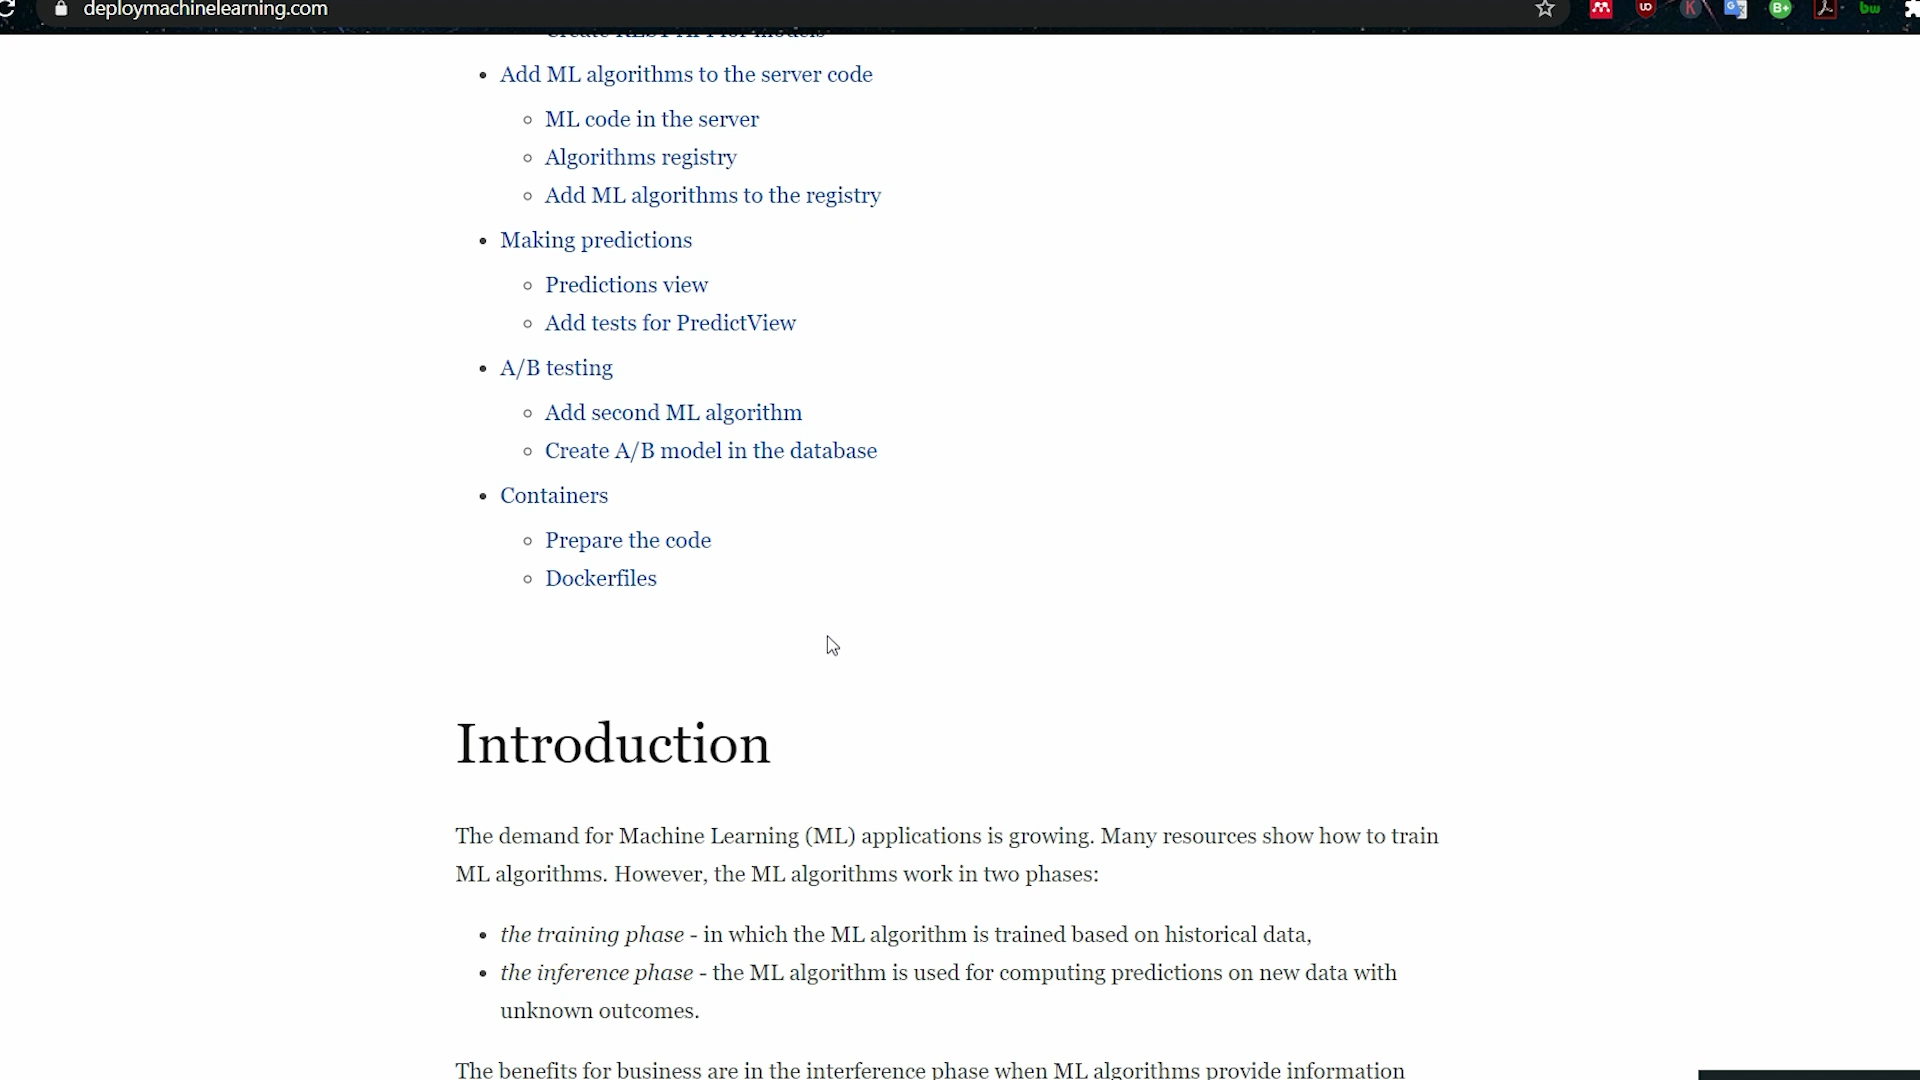 deploymachinelearning.com
Create REST API for models
Add ML algorithms to the server code
ML code in the server
Algorithms registry
Add ML algorithms to the registry
Making predictions
Predictions view
Add tests for PredictView
A/B testing
Add second ML algorithm
Create A/B model in the database
Containers
Prepare the code
Dockerfiles
Introduction
The demand for Machine Learning (ML) applications is growing. Many resources show how to train
ML algorithms. However, the ML algorithms work in two phases:
the training phase - in which the ML algorithm is trained based on historical data,
the inference phase - the ML algorithm is used for computing predictions on new data with
unknown outcomes.
The benefits for business are in the interference phase when ML algorithms provide information